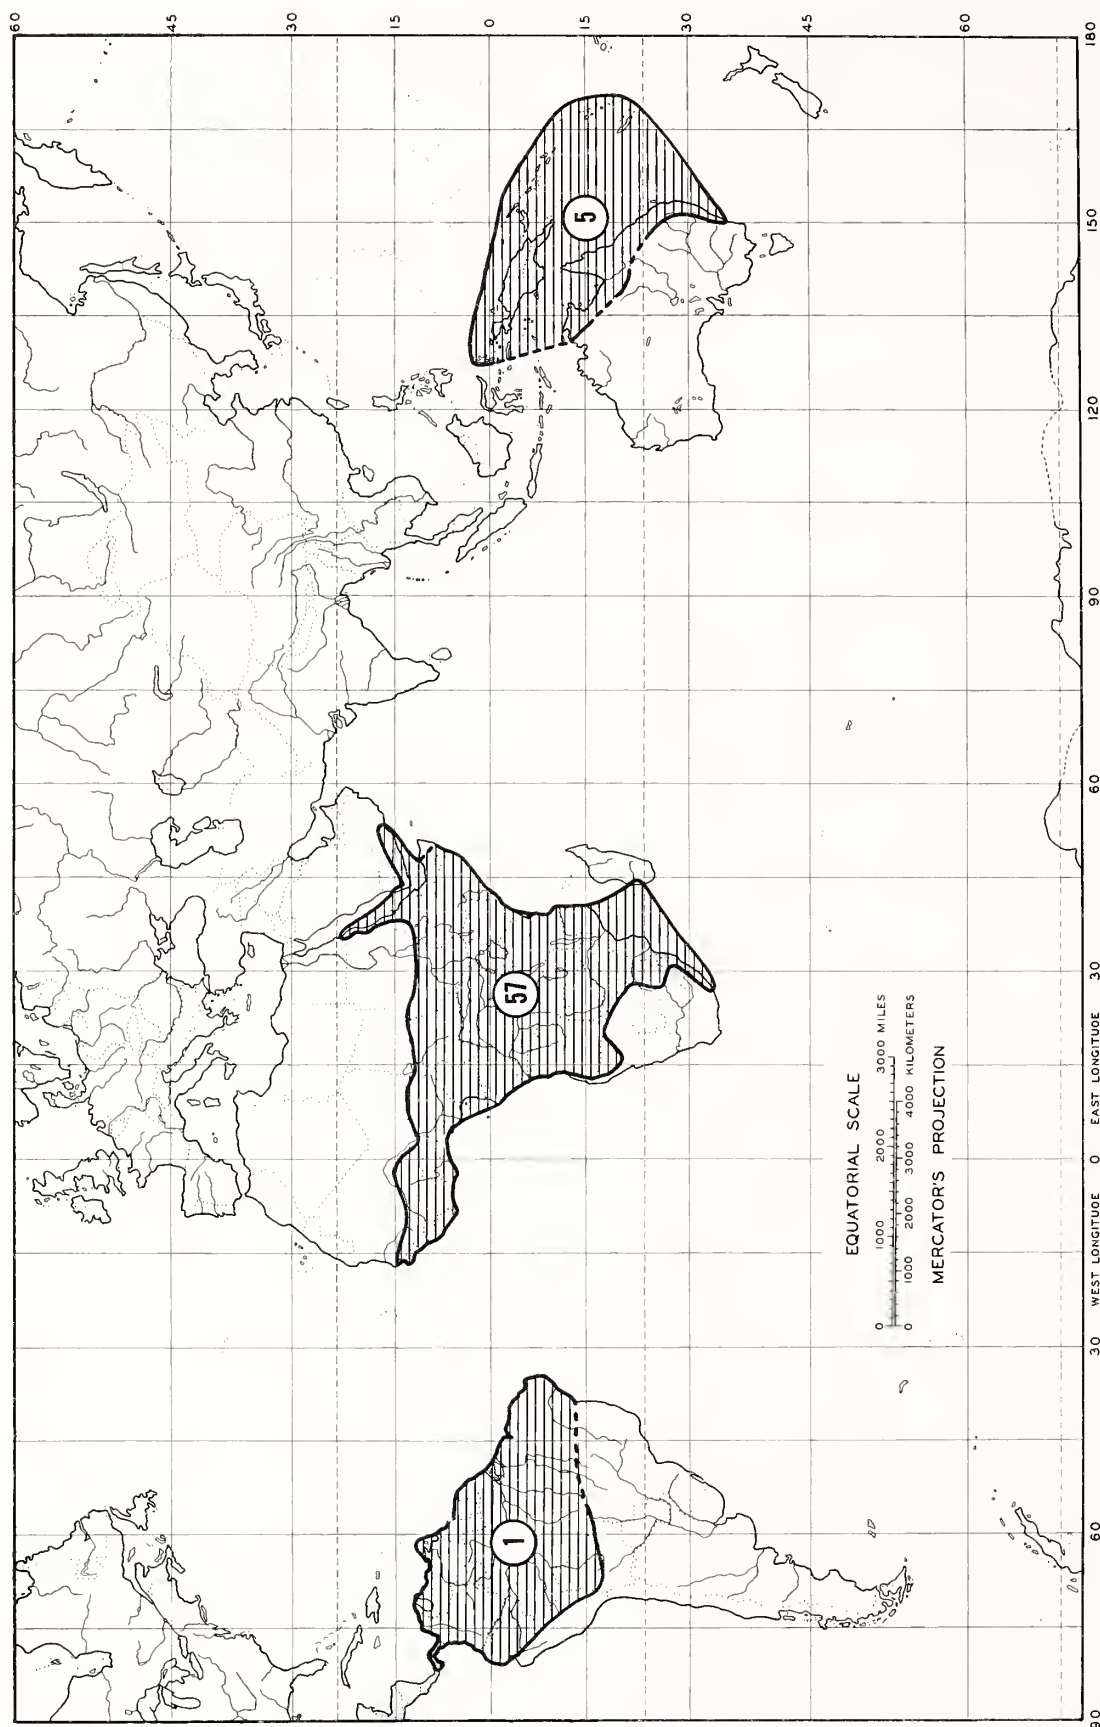 60
45
30
15
0
1
57
5
15
30
45
EQUATORIAL SCALE
0 1000 2000 3000 MILES
0 1000 2000 3000 4000 KILOMETERS
MERCATOR'S PROJECTION
60
90 60 30 WEST LONGITUDE 0 EAST LONGITUDE 30 60 90 120 150 180